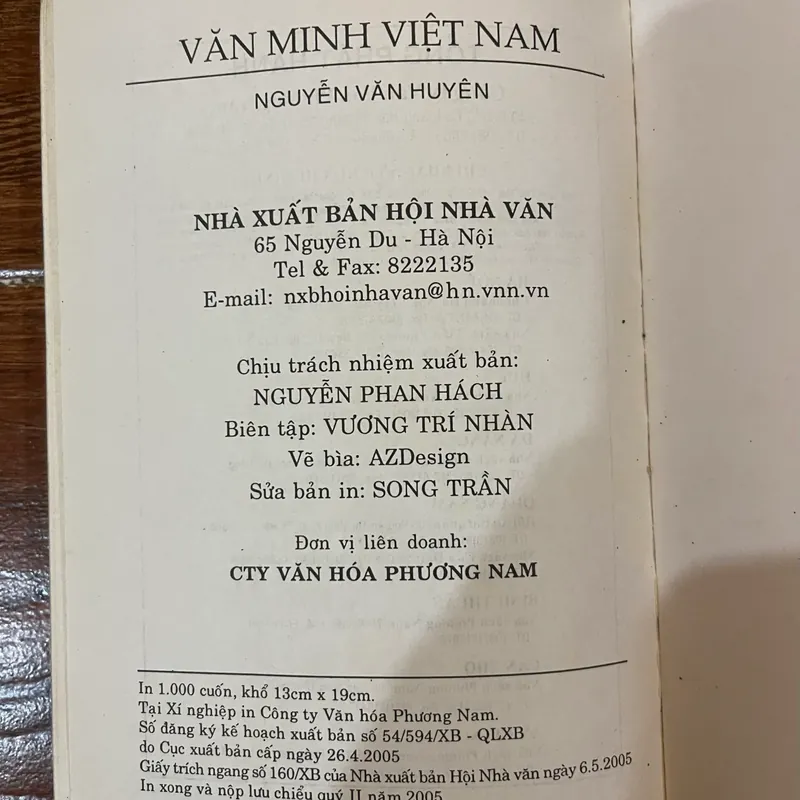 VĂN MINH VIỆT NAM
NGUYỄN VĂN HUYÊN
NHÀ XUẤT BẢN HỘI NHÀ VĂN
65 Nguyễn Du - Hà Nội
Tel & Fax: 8222135
E-mail: nxbhoinhavan@hn.vnn.vn
Chịu trách nhiệm xuất bản:
NGUYỄN PHAN HÁCH
Biên tập: VƯƠNG TRÍ NHÀN
Vẽ bìa: AZDesign
Sửa bản in: SONG TRẦN
Đơn vị liên doanh:
CTY VĂN HÓA PHƯƠNG NAM
In 1.000 cuốn, khổ 13cm x 19cm.
Tại Xí nghiệp in Công ty Văn hóa Phương Nam.
Số đăng ký kế hoạch xuất bản số 54/594/XB - QLXB
do Cục xuất bản cấp ngày 26.4.2005
Giấy trích ngang số 160/XB của Nhà xuất bản Hội Nhà văn ngày 6.5.2005
In xong và nộp lưu chiểu quý II năm 2005